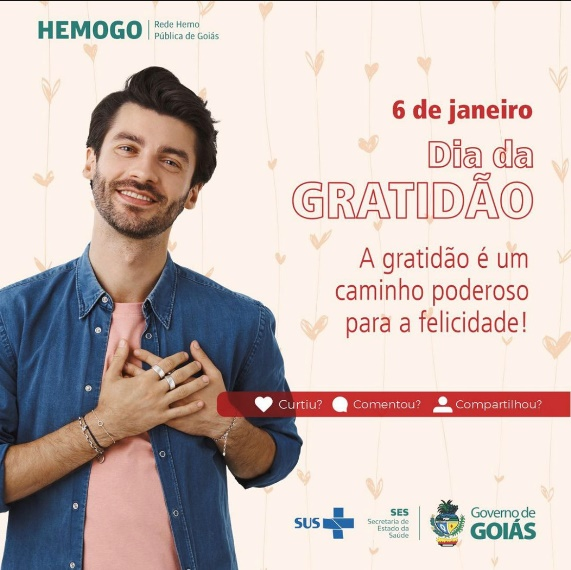 HEMOGO
Rede Hemo
Pública de Goiás
6 de janeiro
Dia da
GRATIDÃO
A gratidão é um
caminho poderoso
para a felicidade!
Curtiu? Comentou? Compartilhou?
SUS
SES
Secretaria de
Estado da
Saúde
Governo de
GOIÁS